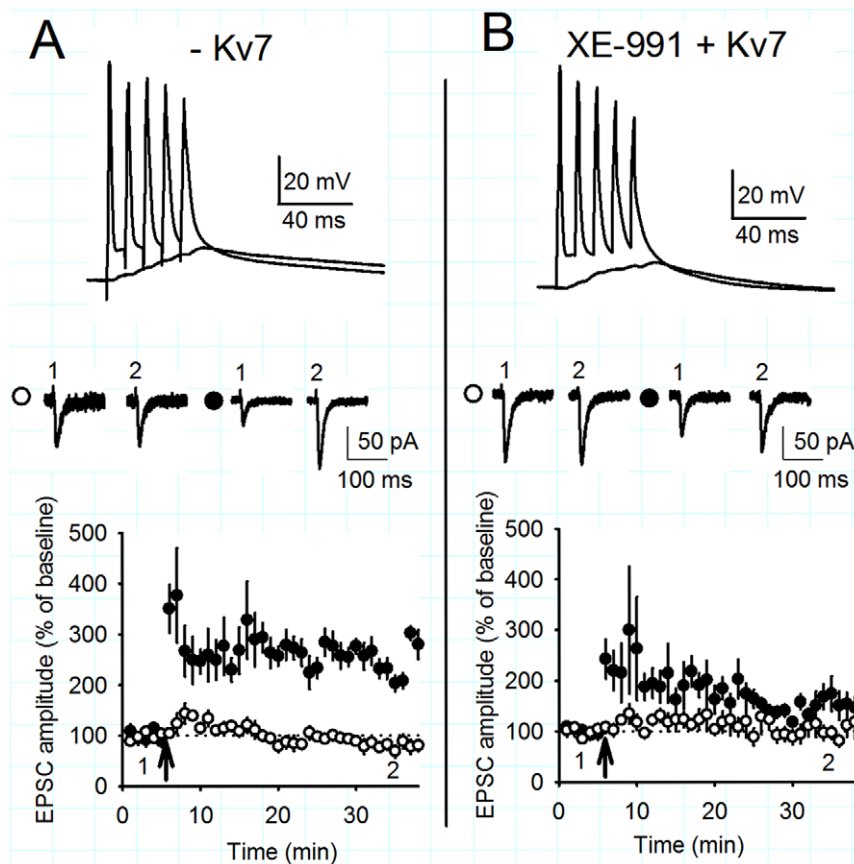 A
- Kv7
20 mV
40 ms
1 2 1 2
50 pA
100 ms
EPSC amplitude (% of baseline)
500
400
300
200
100
0
1 2
0 10 20 30
Time (min)
B
XE-991 + Kv7
20 mV
40 ms
1 2 1 2
50 pA
100 ms
EPSC amplitude (% of baseline)
500
400
300
200
100
0
1 2
0 10 20 30
Time (min)